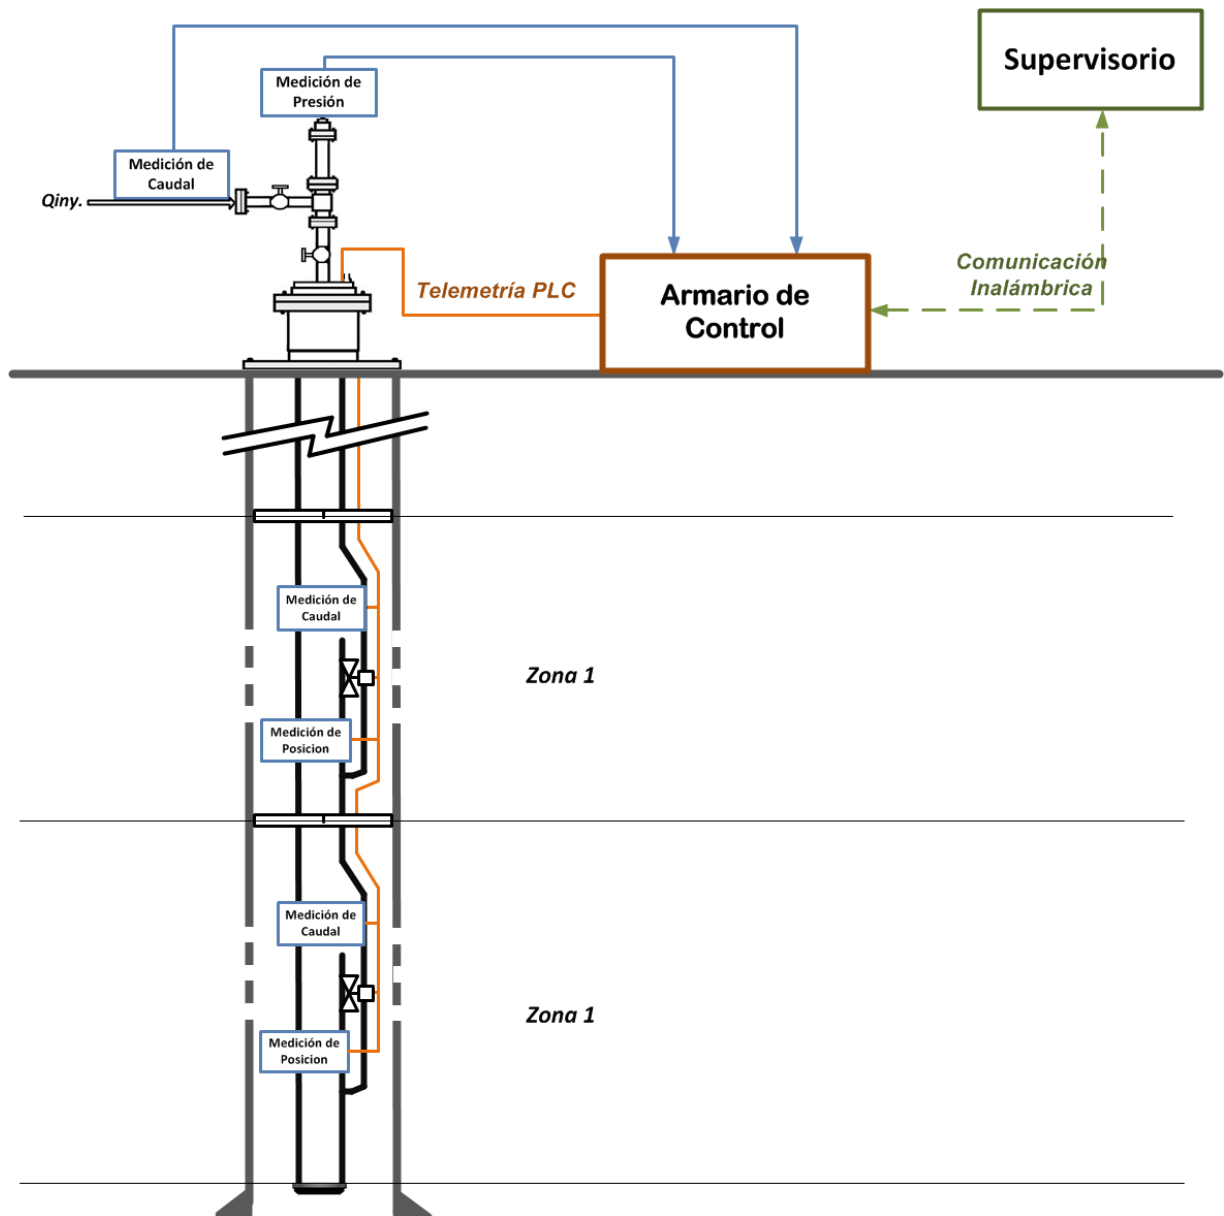 Supervisorio
Medición de
Presión
Medición de
Caudal
Qiny.
Telemetría PLC
Armario de
Control
Comunicación
Inalámbrica
Medición de
Caudal
Zona 1
Medición de
Posicion
Medición de
Caudal
Zona 1
Medición de
Posicion